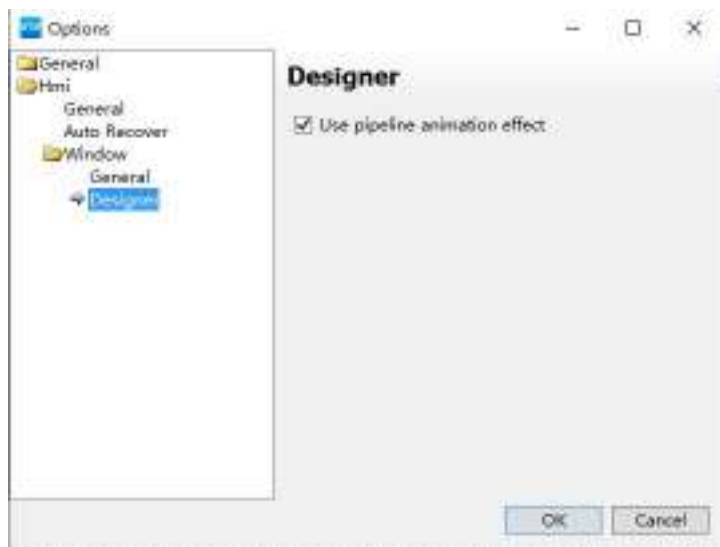 Options
General
Hmi
General
Auto Recover
Window
General
Designer
Designer
Use pipeline animation effect
OK
Cancel